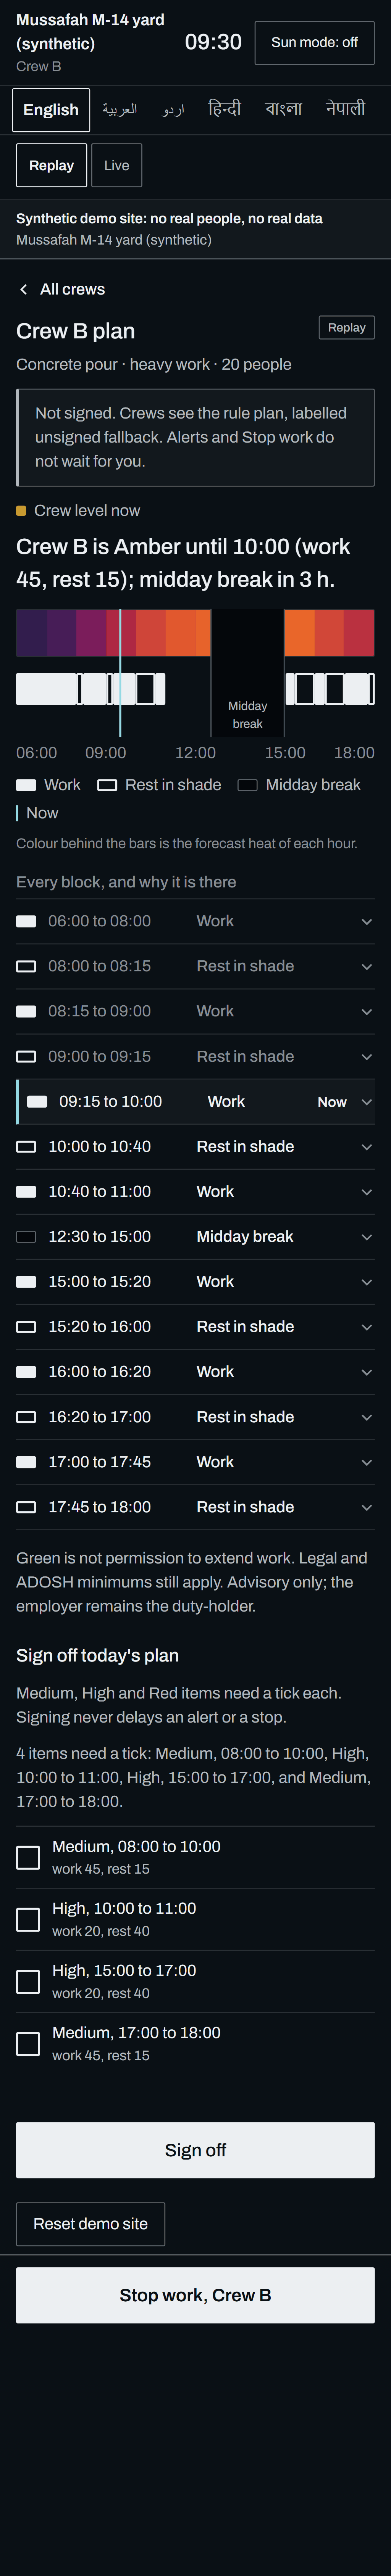 Mussafah M-14 yard
(synthetic)
Crew B
09:30
Sun mode: off
English العربية اردو हिन्दी বাংলা नेपाली
Replay Live
Synthetic demo site: no real people, no real data
Mussafah M-14 yard (synthetic)
All crews
Crew B plan
Replay
Concrete pour · heavy work · 20 people
Not signed. Crews see the rule plan, labelled
unsigned fallback. Alerts and Stop work do
not wait for you.
Crew level now
Crew B is Amber until 10:00 (work
45, rest 15); midday break in 3 h.
Midday
break
06:00 09:00 12:00 15:00 18:00
Work Rest in shade Midday break
Now
Colour behind the bars is the forecast heat of each hour.
Every block, and why it is there
06:00 to 08:00 Work
08:00 to 08:15 Rest in shade
08:15 to 09:00 Work
09:00 to 09:15 Rest in shade
09:15 to 10:00 Work Now
10:00 to 10:40 Rest in shade
10:40 to 11:00 Work
12:30 to 15:00 Midday break
15:00 to 15:20 Work
15:20 to 16:00 Rest in shade
16:00 to 16:20 Work
16:20 to 17:00 Rest in shade
17:00 to 17:45 Work
17:45 to 18:00 Rest in shade
Green is not permission to extend work. Legal and
ADOSH minimums still apply. Advisory only; the
employer remains the duty-holder.
Sign off today's plan
Medium, High and Red items need a tick each.
Signing never delays an alert or a stop.
4 items need a tick: Medium, 08:00 to 10:00, High,
10:00 to 11:00, High, 15:00 to 17:00, and Medium,
17:00 to 18:00.
Medium, 08:00 to 10:00
work 45, rest 15
High, 10:00 to 11:00
work 20, rest 40
High, 15:00 to 17:00
work 20, rest 40
Medium, 17:00 to 18:00
work 45, rest 15
Sign off
Reset demo site
Stop work, Crew B